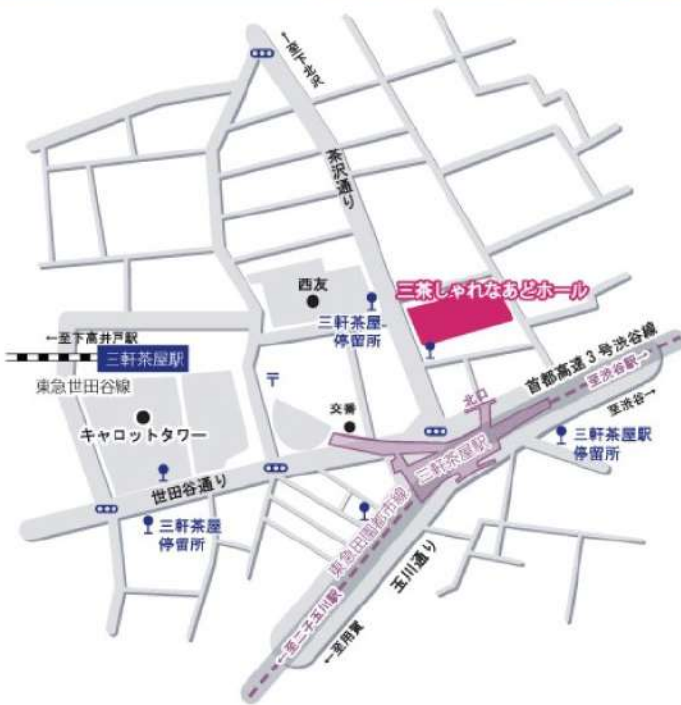 ←至下北沢
茶沢通り
西友
三茶しゃれなあどホール
三軒茶屋
停留所
←至下高井戸駅
三軒茶屋駅
東急世田谷線
首都高速3号渋谷線
至渋谷駅→
至渋谷→
北口
〒
交番
キャロットタワー
三軒茶屋駅
三軒茶屋駅
停留所
世田谷通り
三軒茶屋
停留所
東急田園都市線
玉川通り
←至二子玉川駅
←至用賀